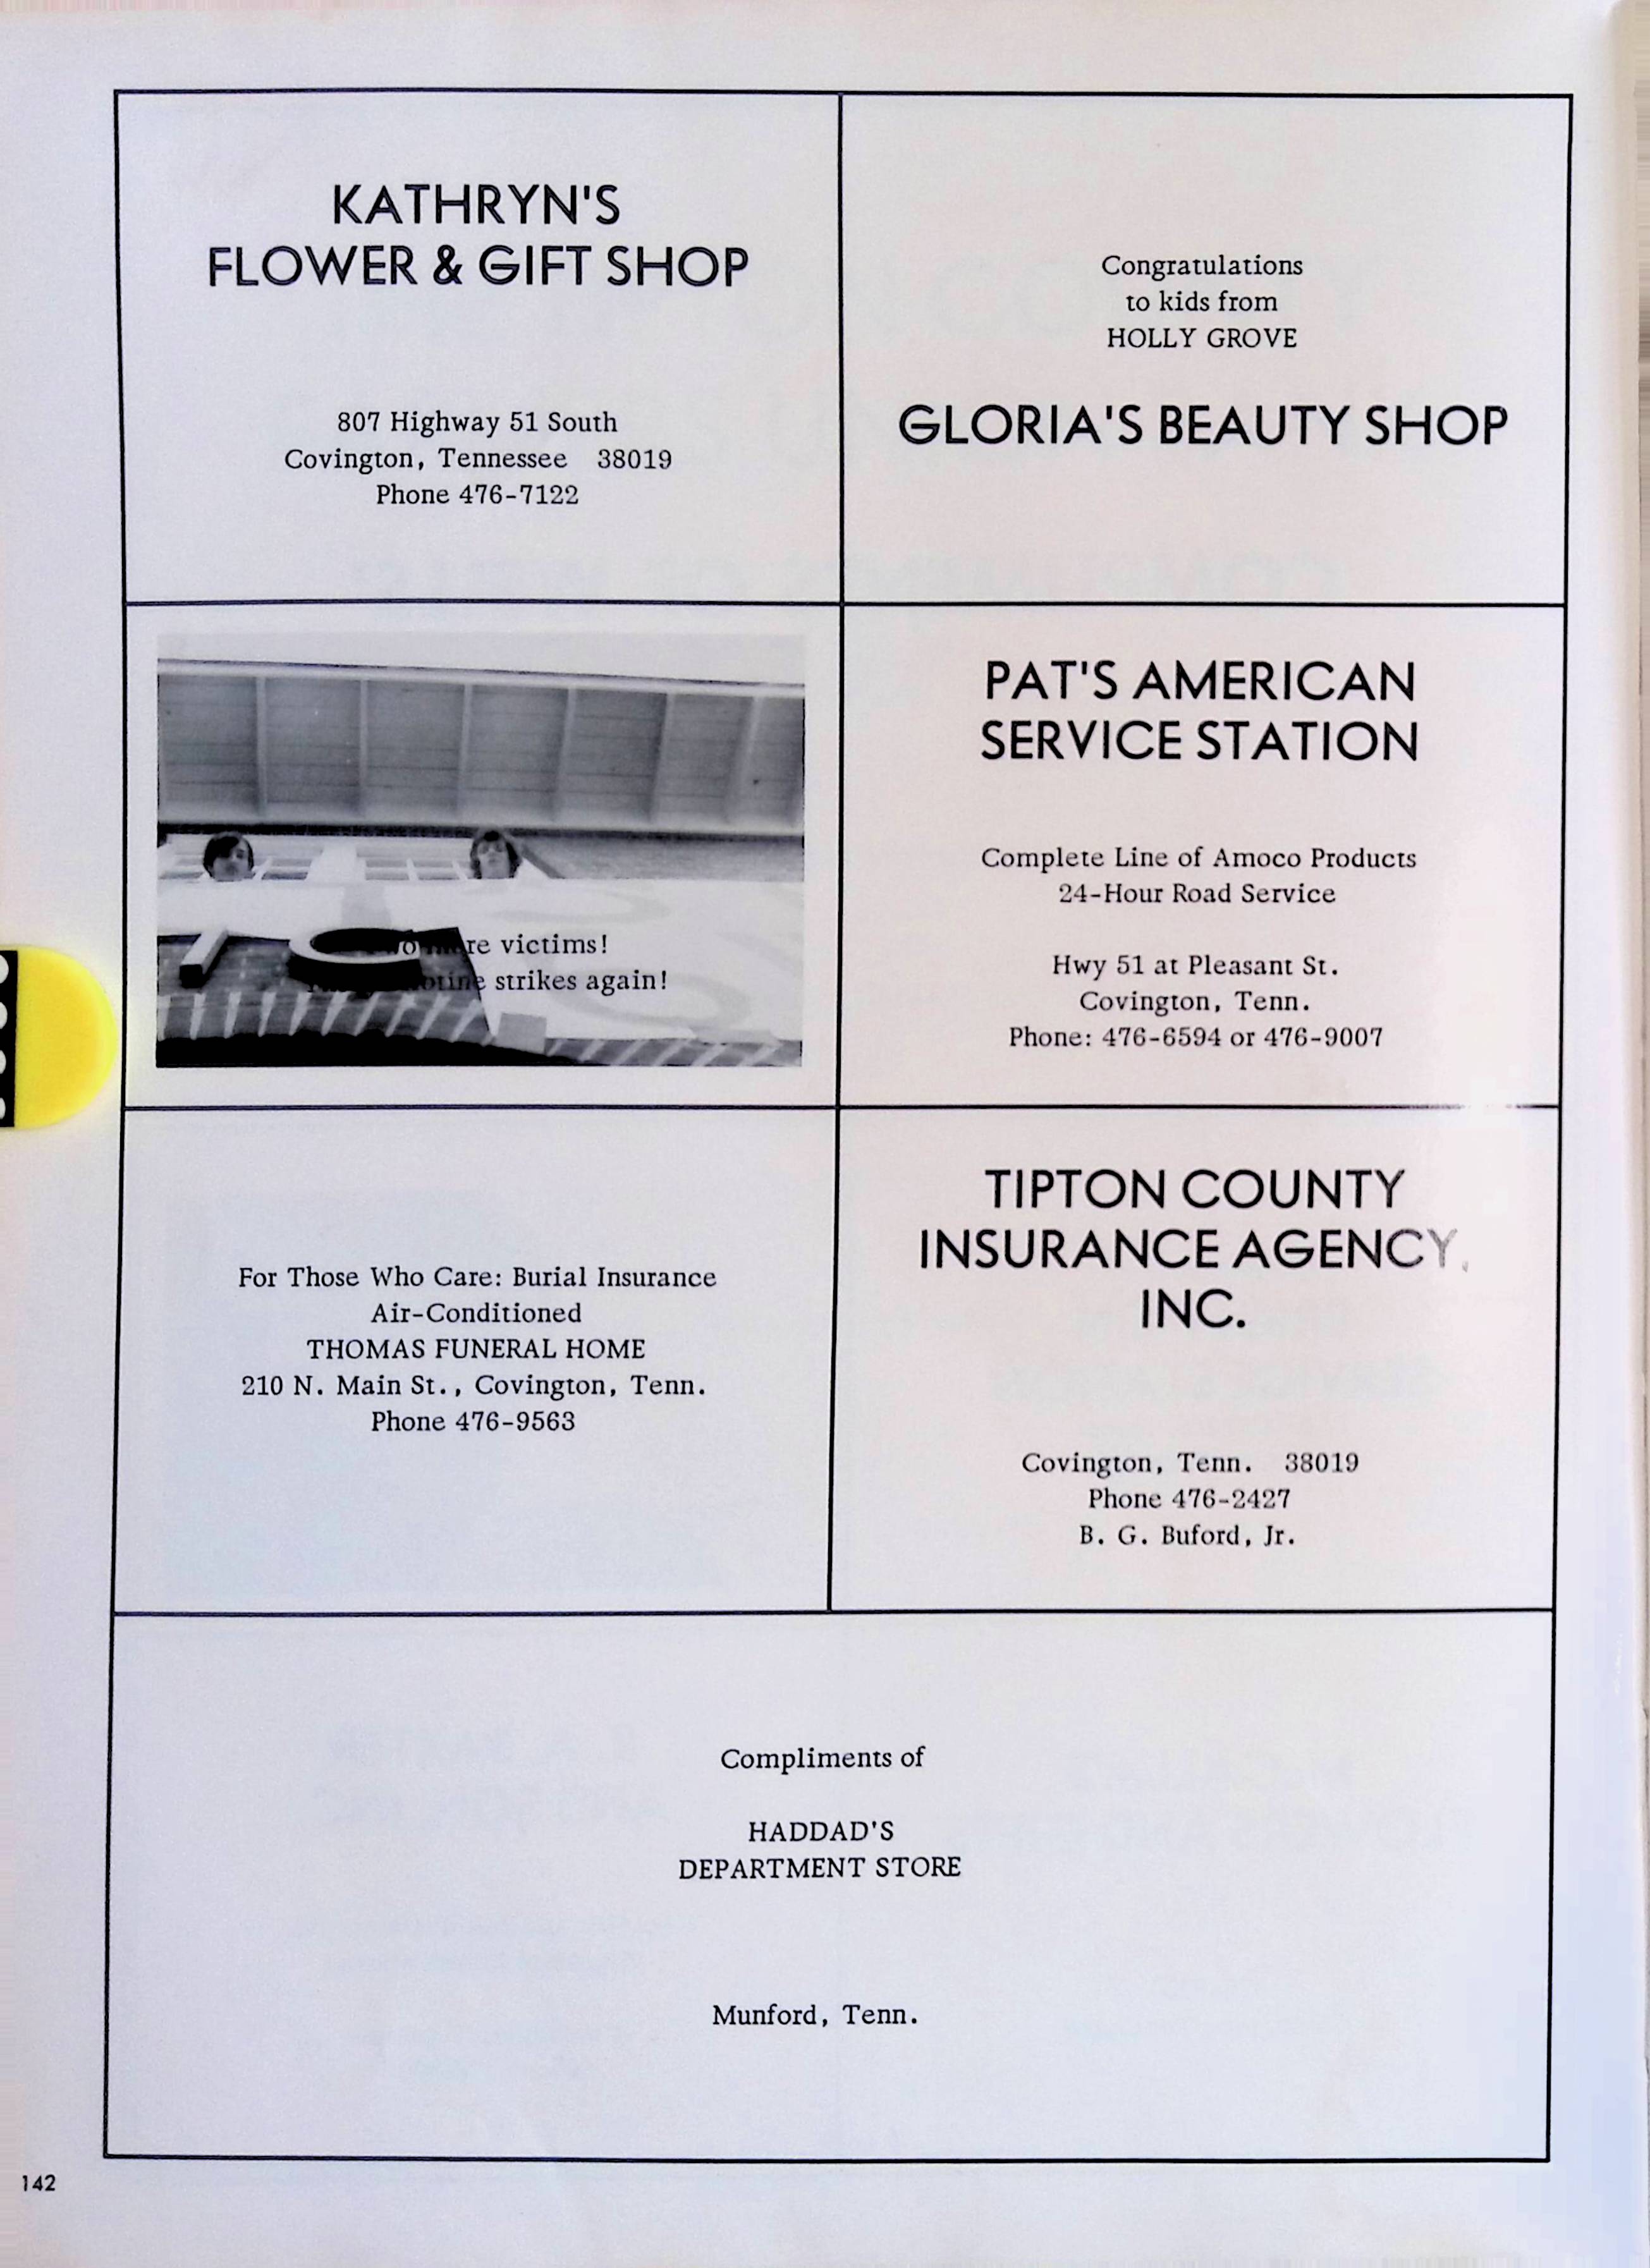 KATHRYN'S
FLOWER & GIFT SHOP
807 Highway 51 South
Covington, Tennessee 38019
Phone 476-7122
Congratulations
to kids from
HOLLY GROVE
GLORIA'S BEAUTY SHOP
victims!
strikes again!
PAT'S AMERICAN
SERVICE STATION
Complete Line of Amoco Products
24-Hour Road Service
Hwy 51 at Pleasant St.
Covington, Tenn.
Phone: 476-6594 or 476-9007
For Those Who Care: Burial Insurance
Air-Conditioned
THOMAS FUNERAL HOME
210 N. Main St., Covington, Tenn.
Phone 476-9563
TIPTON COUNTY
INSURANCE AGENCY,
INC.
Covington, Tenn. 38019
Phone 476-2427
B. G. Buford, Jr.
Compliments of
HADDAD'S
DEPARTMENT STORE
Munford, Tenn.
142